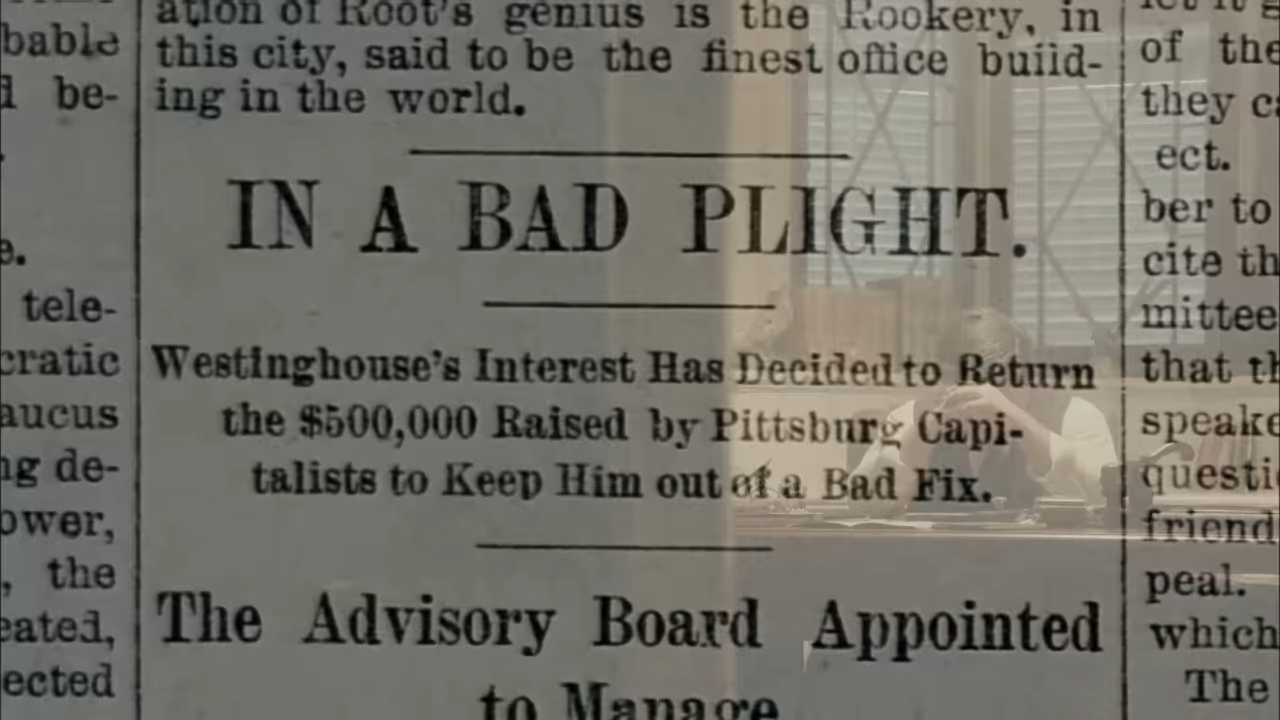 bable
d be-
e.
tele-
cratic
aucus
ng de-
ower,
, the
eated,
ected
ation of Root's genius is the Rookery, in
this city, said to be the finest office build-
ing in the world.
IN A BAD PLIGHT.
Westinghouse's Interest Has Decided to Return
the $500,000 Raised by Pittsburg Capi-
talists to Keep Him out of a Bad Fix.
The Advisory Board Appointed
to Manage
of the
they ca
ect.
ber to
cite th
mittee
that th
speake
questi
friend
peal.
which
The